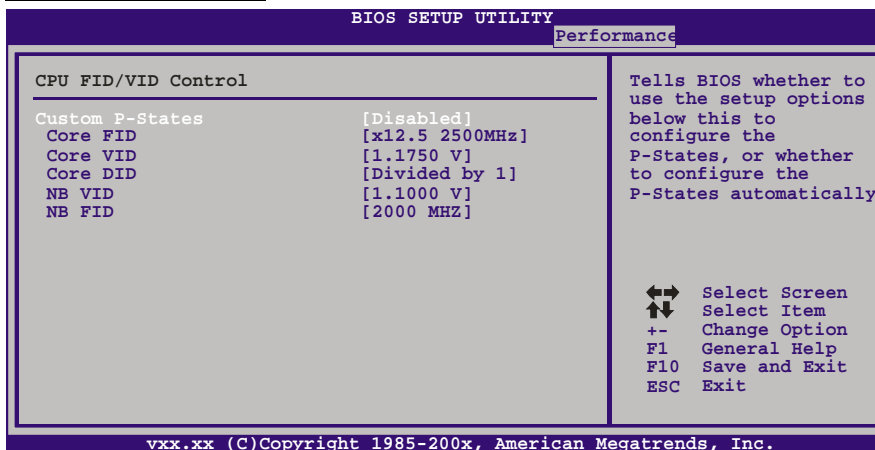 BIOS SETUP UTILITY
Performance
CPU FID/VID Control
Custom P-States [Disabled]
Core FID [x12.5 2500MHz]
Core VID [1.1750 V]
Core DID [Divided by 1]
NB VID [1.1000 V]
NB FID [2000 MHZ]
Tells BIOS whether to
use the setup options
below this to
configure the
P-States, or whether
to configure the
P-States automatically
Select Screen
Select Item
+- Change Option
F1 General Help
F10 Save and Exit
ESC Exit
vxx.xx (C)Copyright 1985-200x, American Megatrends, Inc.